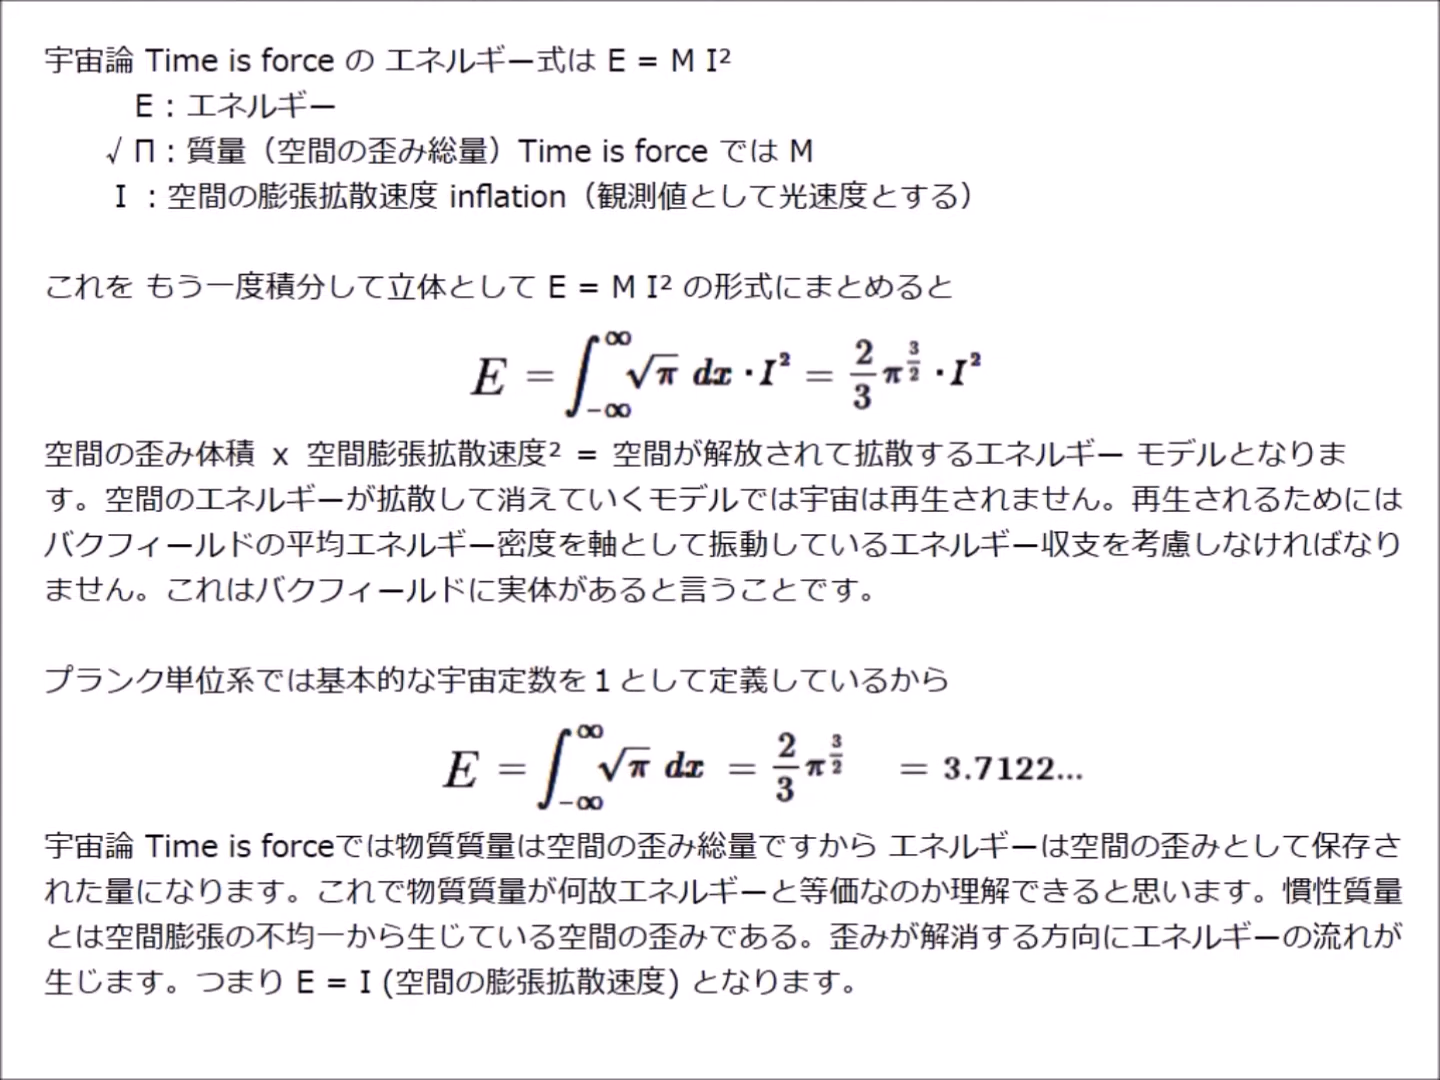 宇宙論 Time is force の エネルギー式は E = M I²
E : エネルギー
√ Π : 質量（空間の歪み総量）Time is force では M
I : 空間の膨張拡散速度 inflation（観測値として光速度とする）
これを もう一度積分して立体として E = M I² の形式にまとめると
E = ∫_{-∞}^{∞} √π dx · I² = 2/3 π^{3/2} · I²
空間の歪み体積 x 空間膨張拡散速度² = 空間が解放されて拡散するエネルギー モデルとなりま
す。空間のエネルギーが拡散して消えていくモデルでは宇宙は再生されません。再生されるためには
バクフィールドの平均エネルギー密度を軸として振動しているエネルギー収支を考慮しなければなり
ません。これはバクフィールドに実体があると言うことです。
プランク単位系では基本的な宇宙定数を１として定義しているから
E = ∫_{-∞}^{∞} √π dx = 2/3 π^{3/2} = 3.7122...
宇宙論 Time is forceでは物質質量は空間の歪み総量ですから エネルギーは空間の歪みとして保存さ
れた量になります。これで物質質量が何故エネルギーと等価なのか理解できると思います。慣性質量
とは空間膨張の不均一から生じている空間の歪みである。歪みが解消する方向にエネルギーの流れが
生じます。つまり E = I (空間の膨張拡散速度) となります。